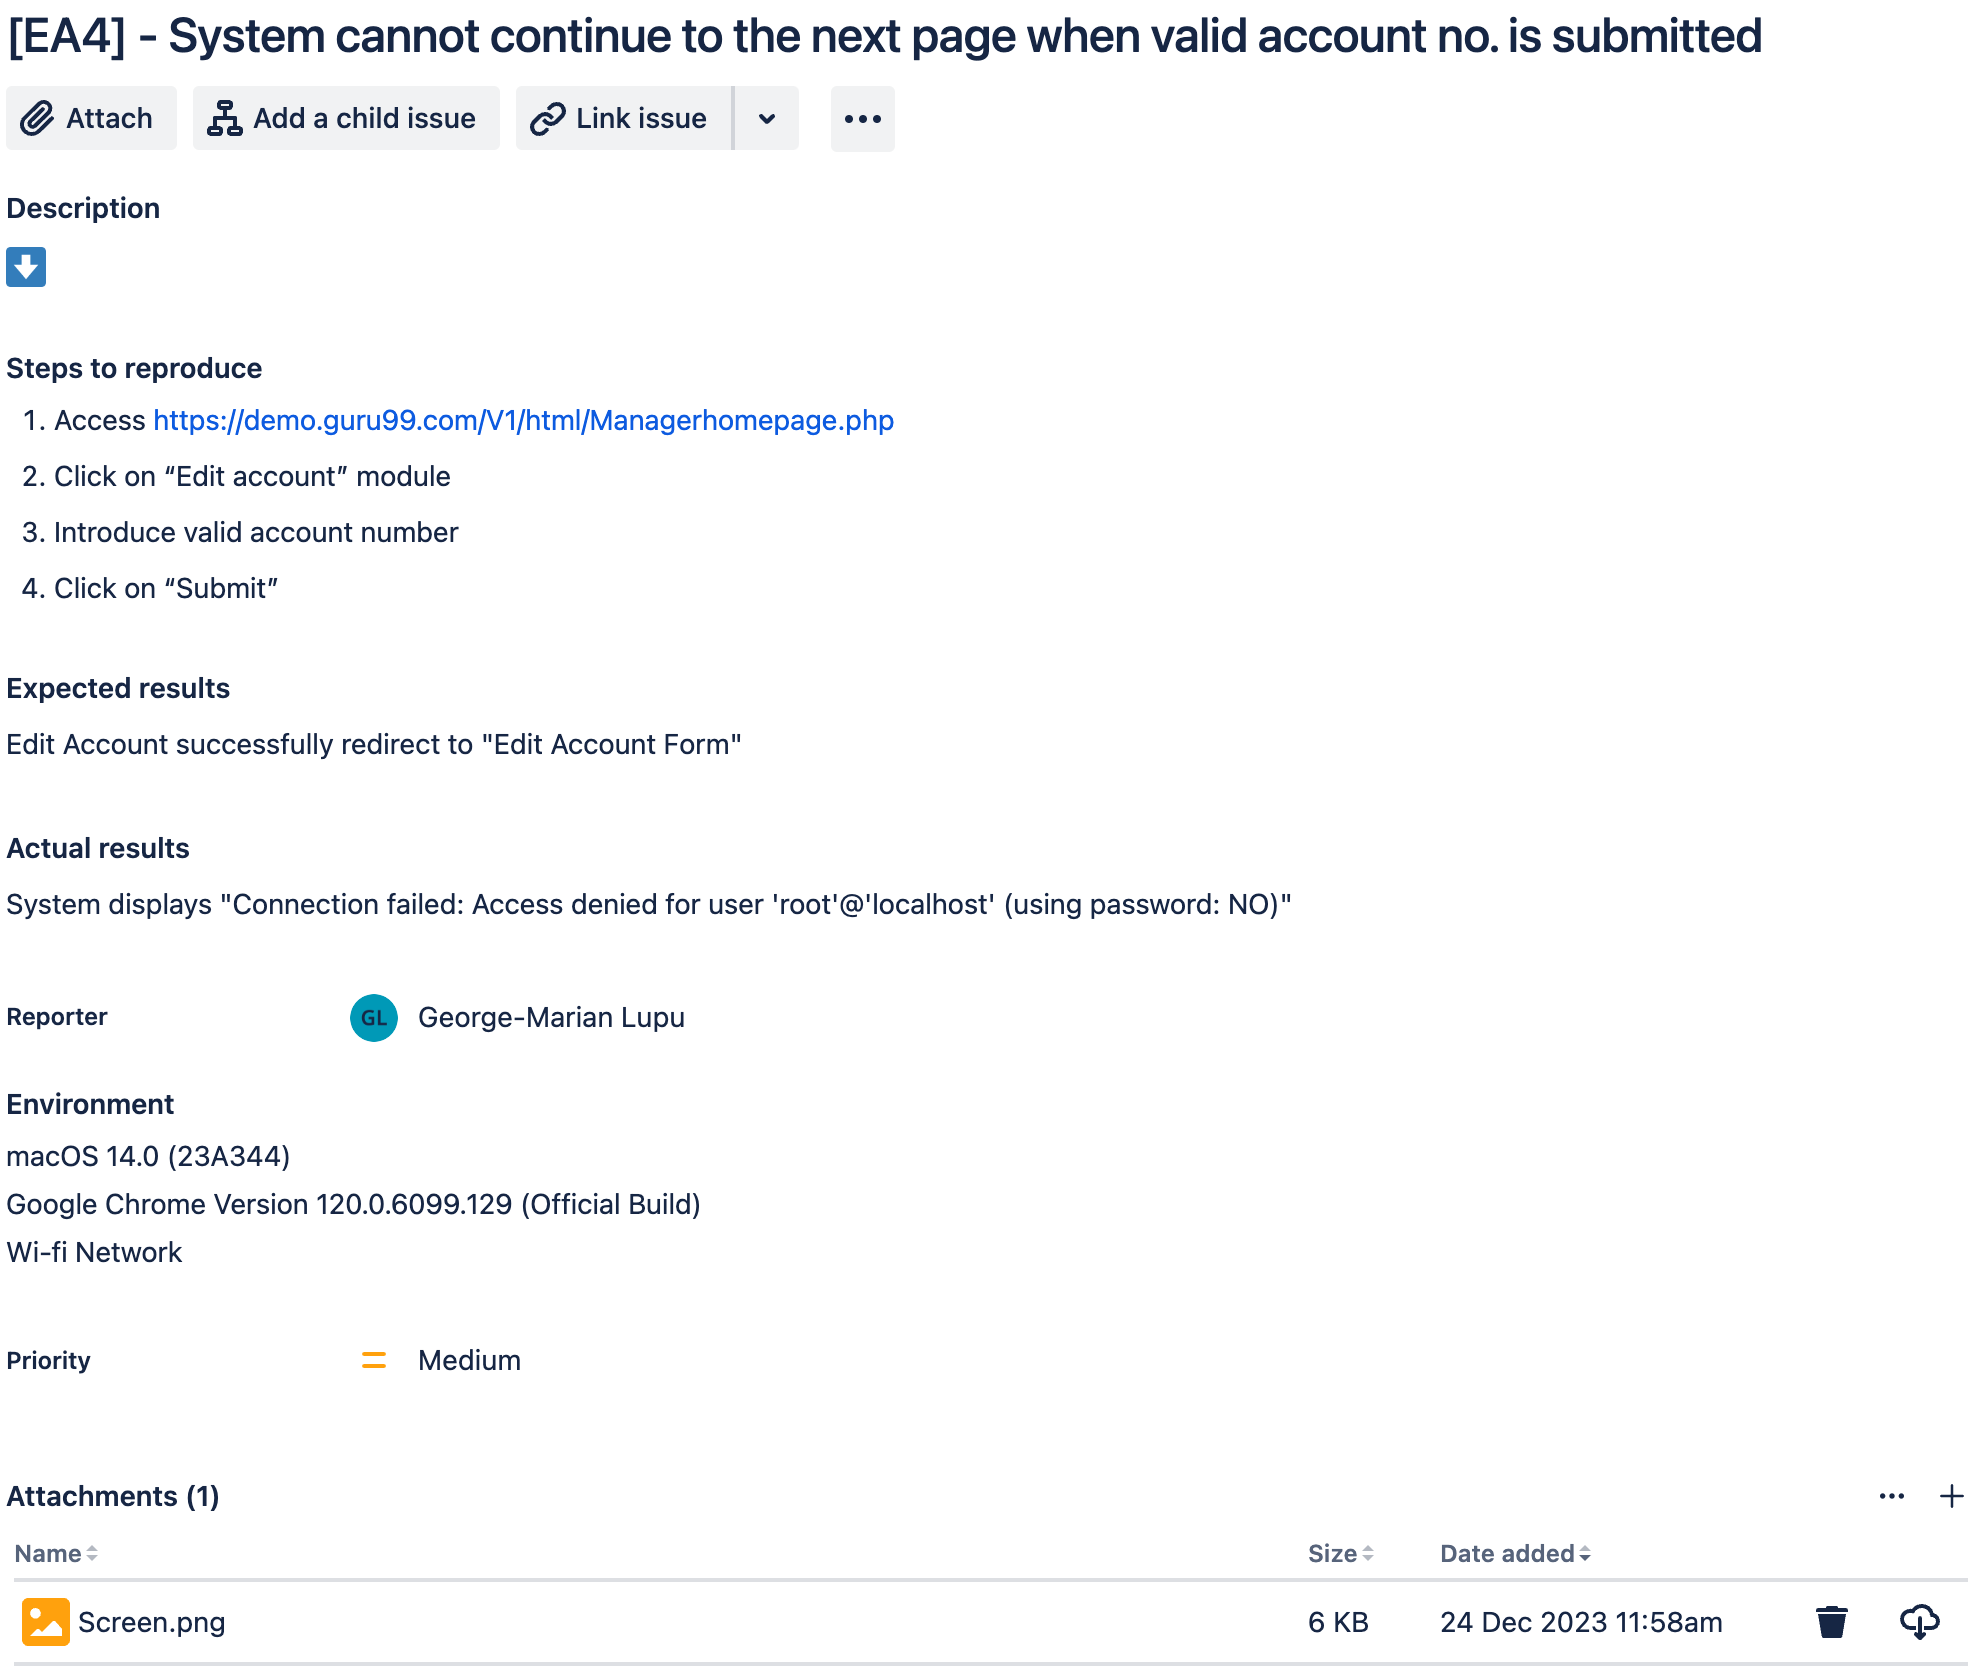 [EA4] - System cannot continue to the next page when valid account no. is submitted
Attach
Add a child issue
Link issue
Description
Steps to reproduce
1. Access https://demo.guru99.com/V1/html/Managerhomepage.php
2. Click on “Edit account” module
3. Introduce valid account number
4. Click on “Submit”
Expected results
Edit Account successfully redirect to "Edit Account Form"
Actual results
System displays "Connection failed: Access denied for user 'root'@'localhost' (using password: NO)"
Reporter GL George-Marian Lupu
Environment
macOS 14.0 (23A344)
Google Chrome Version 120.0.6099.129 (Official Build)
Wi-fi Network
Priority Medium
Attachments (1)
Name Size Date added
Screen.png 6 KB 24 Dec 2023 11:58am